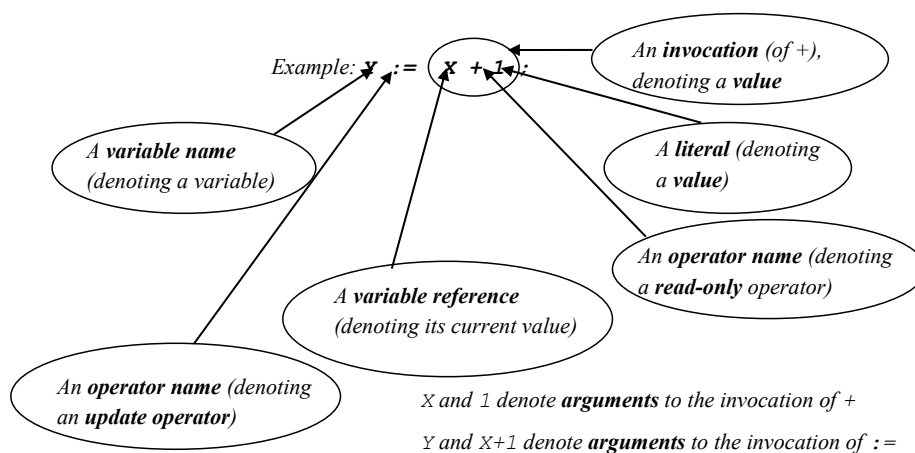 Example: Y := X + 1 ;
An invocation (of +),
denoting a value
A variable name
(denoting a variable)
A literal (denoting
a value)
An operator name (denoting
a read-only operator)
A variable reference
(denoting its current value)
An operator name (denoting
an update operator)
X and 1 denote arguments to the invocation of +
Y and X+1 denote arguments to the invocation of :=